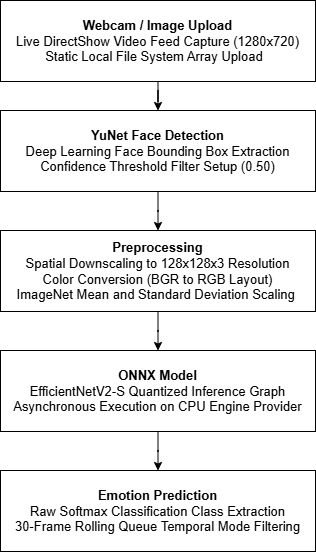 Webcam / Image Upload
Live DirectShow Video Feed Capture (1280x720)
Static Local File System Array Upload
YuNet Face Detection
Deep Learning Face Bounding Box Extraction
Confidence Threshold Filter Setup (0.50)
Preprocessing
Spatial Downscaling to 128x128x3 Resolution
Color Conversion (BGR to RGB Layout)
ImageNet Mean and Standard Deviation Scaling
ONNX Model
EfficientNetV2-S Quantized Inference Graph
Asynchronous Execution on CPU Engine Provider
Emotion Prediction
Raw Softmax Classification Class Extraction
30-Frame Rolling Queue Temporal Mode Filtering